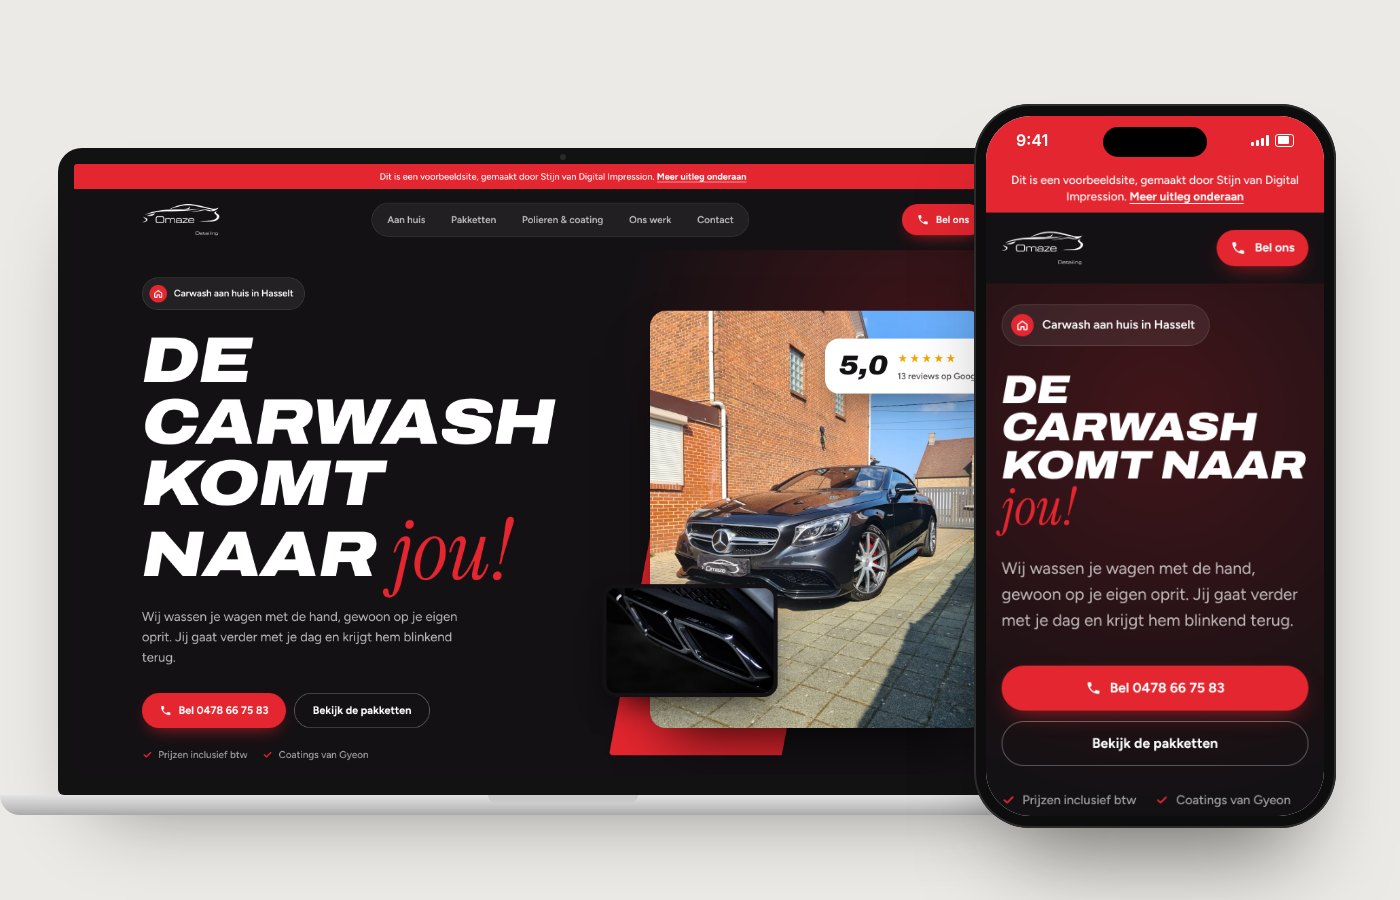 Dit is een voorbeeldsite, gemaakt door Stijn van Digital Impression. Meer uitleg onderaan
Omaze
Detailing
Aan huis
Pakketten
Polieren & coating
Ons werk
Contact
Bel ons
Carwash aan huis in Hasselt
DE
CARWASH
KOMT
NAAR jou!
Wij wassen je wagen met de hand, gewoon op je eigen
oprit. Jij gaat verder met je dag en krijgt hem blinkend
terug.
Bel 0478 66 75 83
Bekijk de pakketten
Prijzen inclusief btw
Coatings van Gyeon
5,0
13 reviews op Goog
Omaze
9:41
Dit is een voorbeeldsite, gemaakt door Stijn van Digital
Impression. Meer uitleg onderaan
Omaze
Detailing
Bel ons
Carwash aan huis in Hasselt
DE
CARWASH
KOMT NAAR
jou!
Wij wassen je wagen met de hand,
gewoon op je eigen oprit. Jij gaat verder
met je dag en krijgt hem blinkend terug.
Bel 0478 66 75 83
Bekijk de pakketten
Prijzen inclusief btw
Coatings van Gyeon